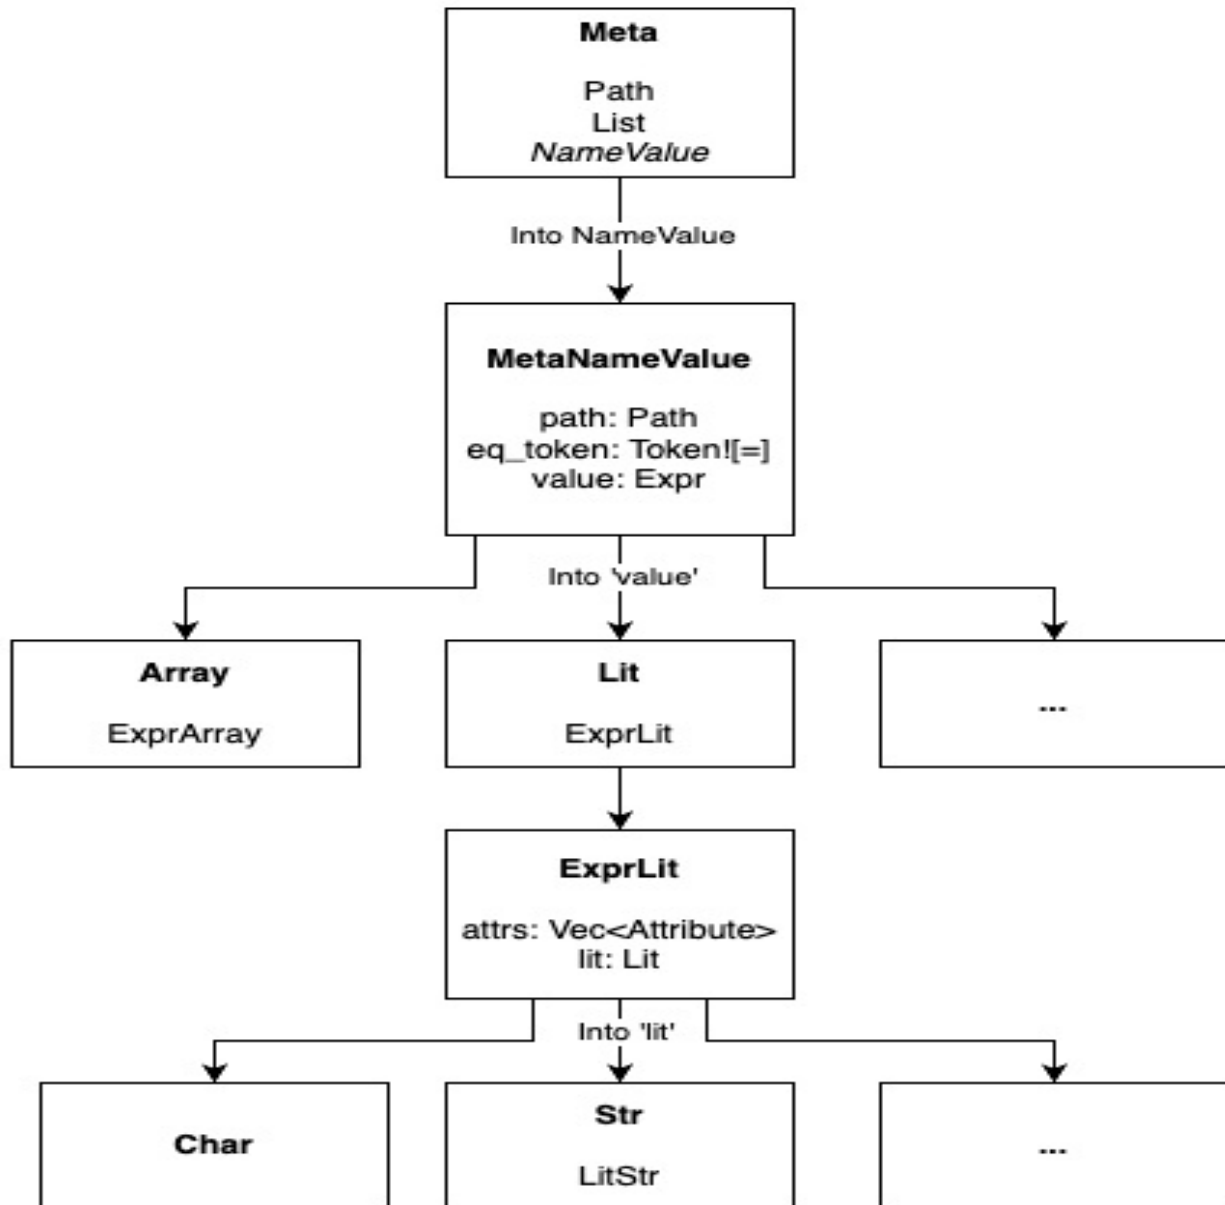 Meta
Path
List
NameValue
Into NameValue
MetaNameValue
path: Path
eq_token: Token![=]
value: Expr
Into 'value'
Array
ExprArray
Lit
ExprLit
...
ExprLit
attrs: Vec<Attribute>
lit: Lit
Into 'lit'
Char
Str
LitStr
...